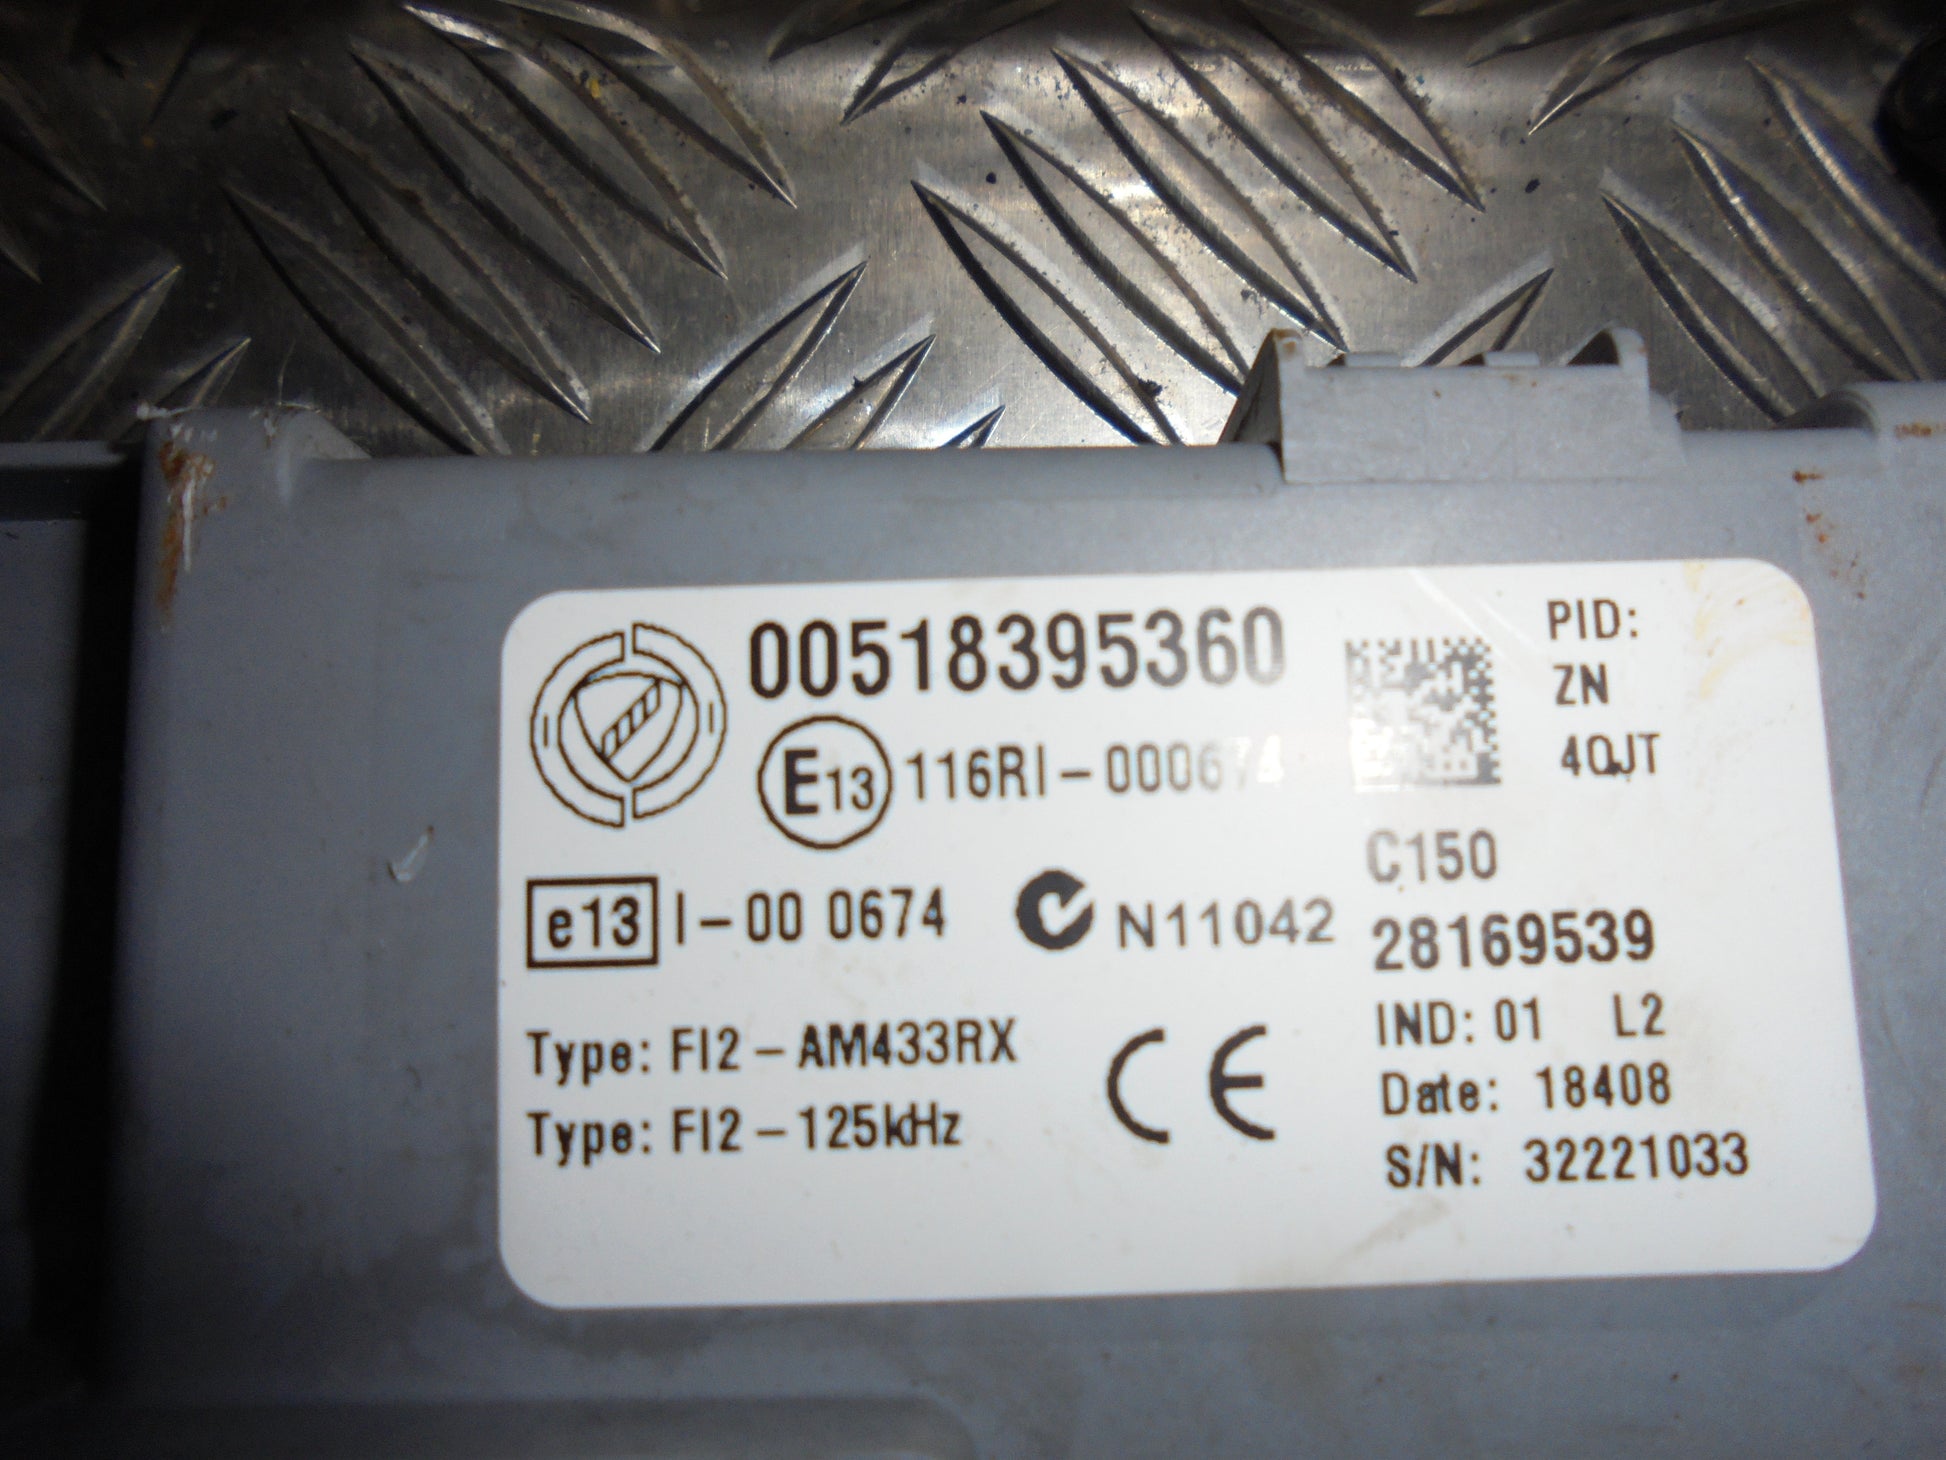 00518395360
E13 116RI-000674
e13 I-00 0674 N11042
Type: FI2-AM433RX
Type: FI2-125kHz
CE
PID:
ZN
4QJT
C150
28169539
IND: 01 L2
Date: 18408
S/N: 32221033